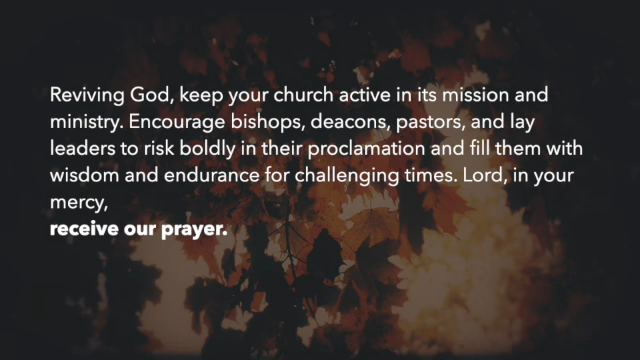 Reviving God, keep your church active in its mission and
ministry. Encourage bishops, deacons, pastors, and lay
leaders to risk boldly in their proclamation and fill them with
wisdom and endurance for challenging times. Lord, in your
mercy,
receive our prayer.